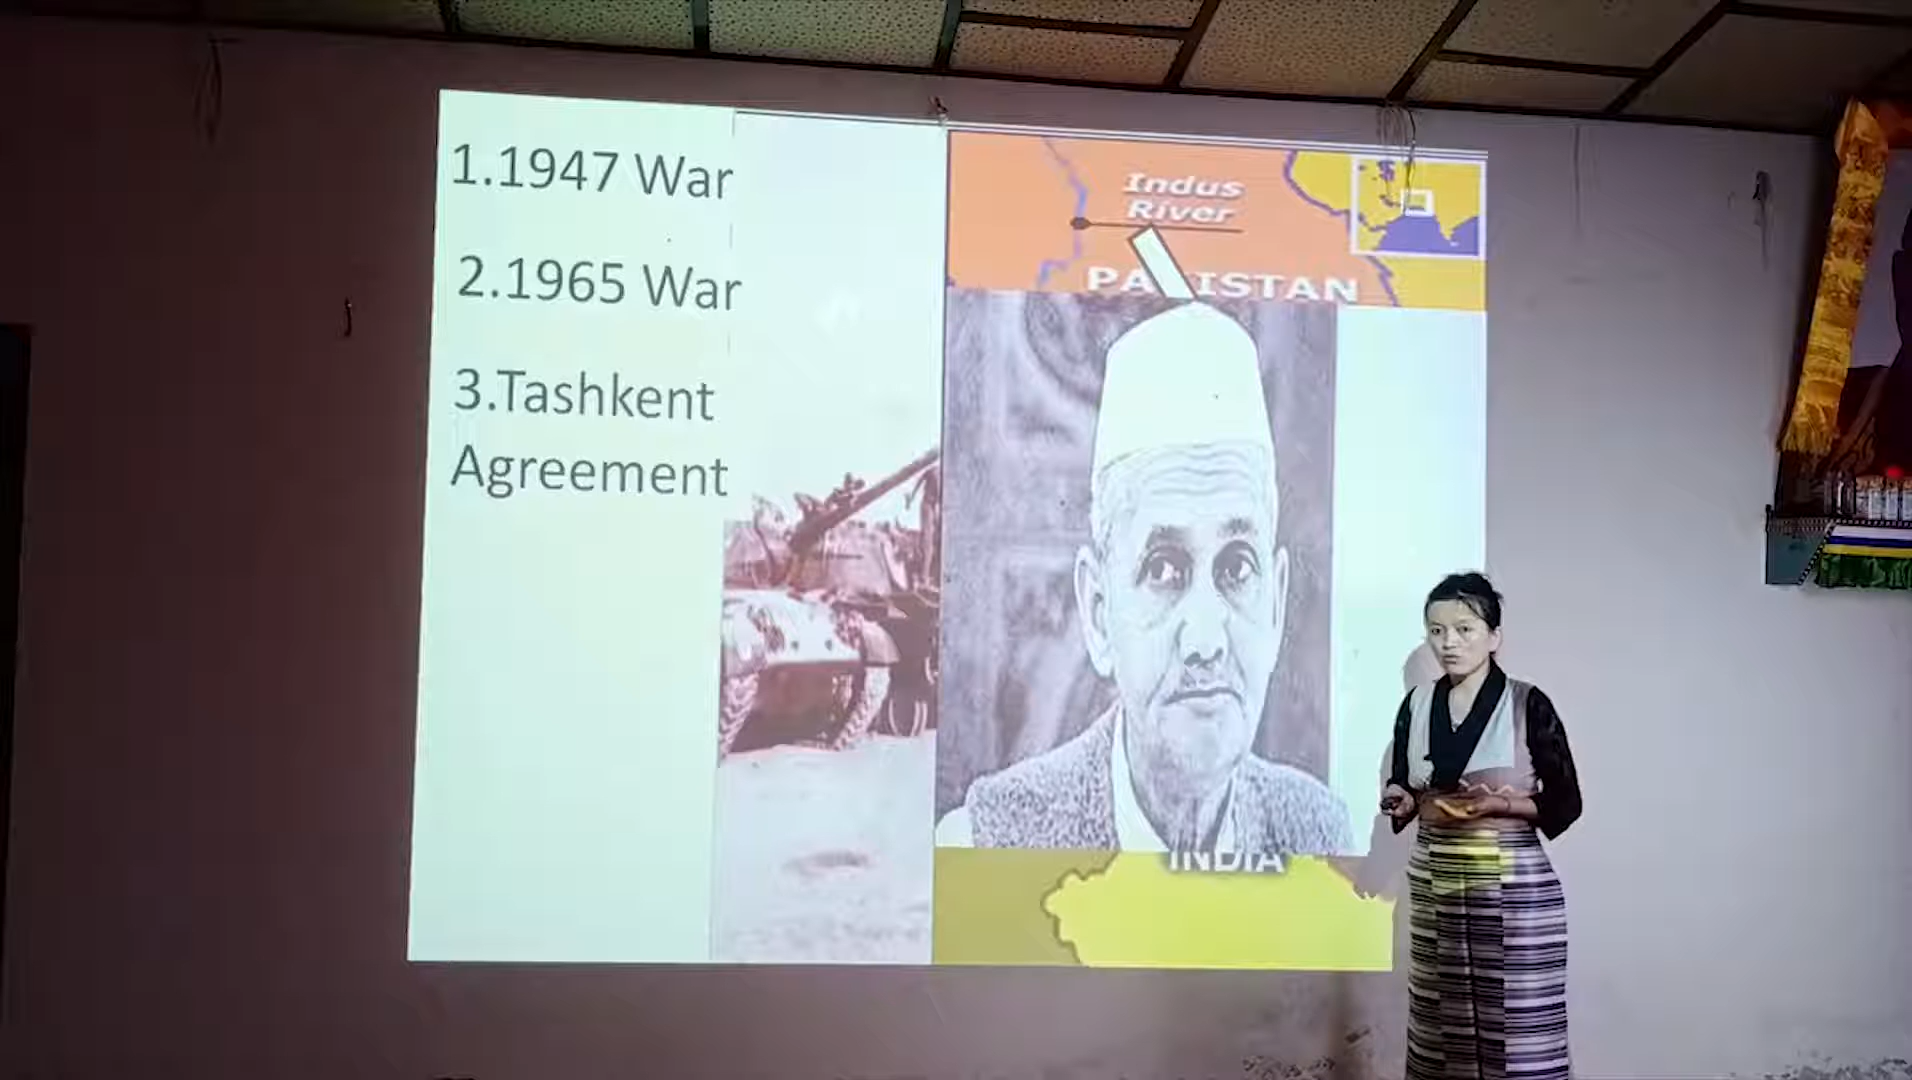 1.1947 War
2.1965 War
3.Tashkent
Agreement
Indus
River
PAKISTAN
INDIA